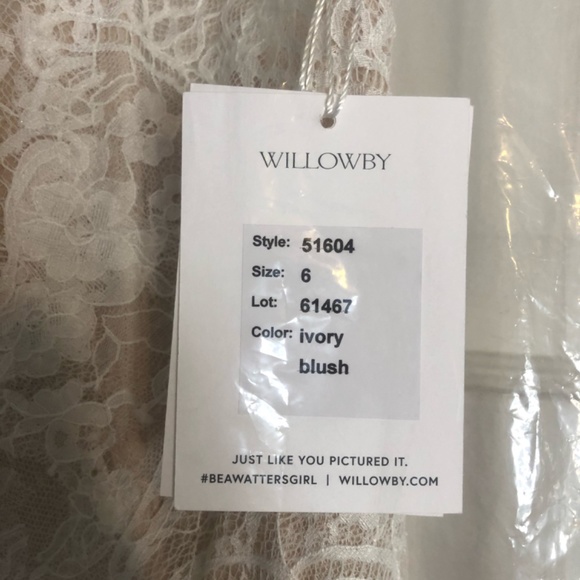 WILLOWBY
Style: 51604
Size: 6
Lot: 61467
Color: ivory
blush
JUST LIKE YOU PICTURED IT.
#BEAWATTERSGIRL | WILLOWBY.COM